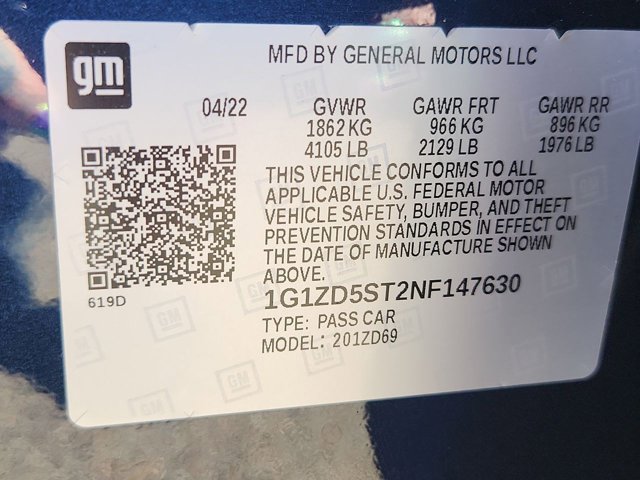 gm
MFD BY GENERAL MOTORS LLC
04/22 GVWR GAWR FRT GAWR RR
1862 KG 966 KG 896 KG
4105 LB 2129 LB 1976 LB
THIS VEHICLE CONFORMS TO ALL
APPLICABLE U.S. FEDERAL MOTOR
VEHICLE SAFETY, BUMPER, AND THEFT
PREVENTION STANDARDS IN EFFECT ON
THE DATE OF MANUFACTURE SHOWN
ABOVE.
619D
1G1ZD5ST2NF147630
TYPE: PASS CAR
MODEL: 201ZD69